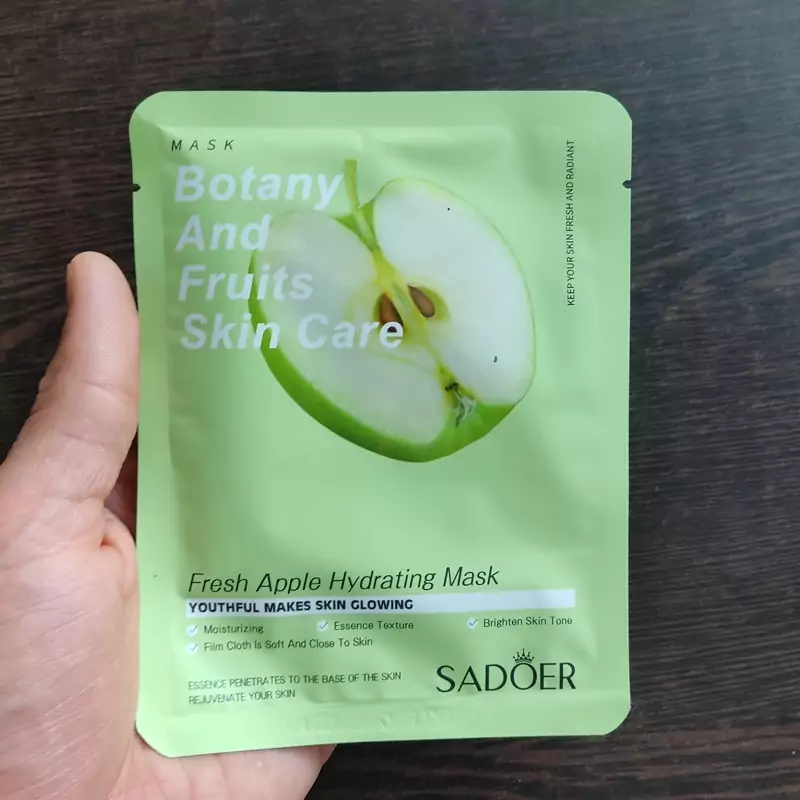 MASK
Botany
And
Fruits
Skin Care
KEEP YOUR SKIN FRESH AND RADIANT
Fresh Apple Hydrating Mask
YOUTHFUL MAKES SKIN GLOWING
Moisturizing
Essence Texture
Brighten Skin Tone
Film Cloth Is Soft And Close To Skin
ESSENCE PENETRATES TO THE BASE OF THE SKIN
REJUVENATE YOUR SKIN
SADOER